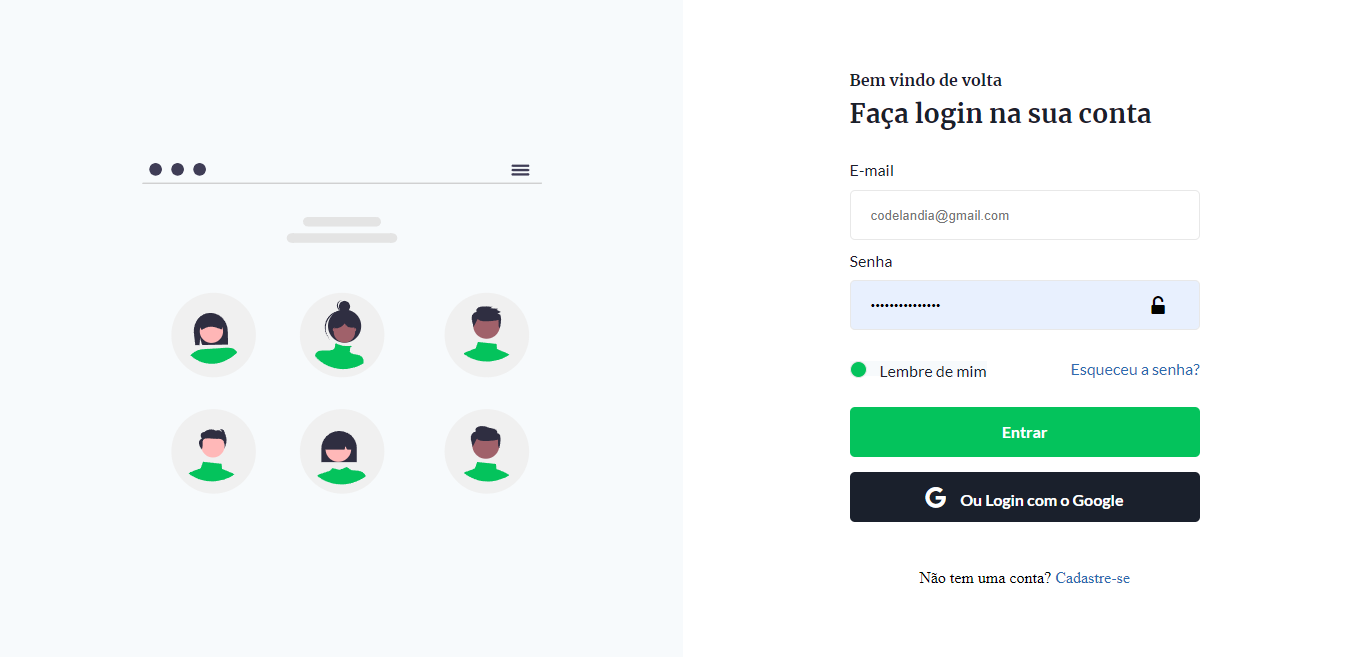 Bem vindo de volta
Faça login na sua conta
E-mail
codelandia@gmail.com
Senha
•••••••••••••••
Lembre de mim
Esqueceu a senha?
Entrar
G Ou Login com o Google
Não tem uma conta? Cadastre-se